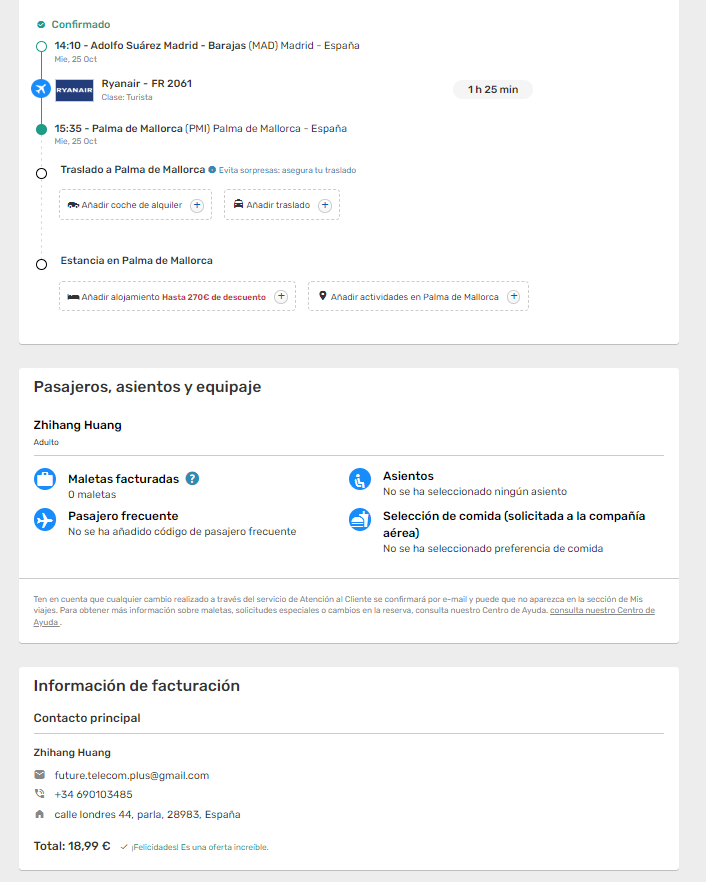 Confirmado
14:10 - Adolfo Suárez Madrid - Barajas (MAD) Madrid - España
Mie, 25 Oct
RYANAIR
Ryanair - FR 2061
Clase: Turista
1 h 25 min
15:35 - Palma de Mallorca (PMI) Palma de Mallorca - España
Mie, 25 Oct
Traslado a Palma de Mallorca Evita sorpresas: asegura tu traslado
Añadir coche de alquiler + Añadir traslado +
Estancia en Palma de Mallorca
Añadir alojamiento Hasta 270€ de descuento + Añadir actividades en Palma de Mallorca +
Pasajeros, asientos y equipaje
Zhihang Huang
Adulto
Maletas facturadas ?
0 maletas
Asientos
No se ha seleccionado ningún asiento
Pasajero frecuente
No se ha añadido código de pasajero frecuente
Selección de comida (solicitada a la compañía
aérea)
No se ha seleccionado preferencia de comida
Ten en cuenta que cualquier cambio realizado a través del servicio de Atención al Cliente se confirmará por e-mail y puede que no aparezca en la sección de Mis
viajes. Para obtener más información sobre maletas, solicitudes especiales o cambios en la reserva, consulta nuestro Centro de Ayuda, consulta nuestro Centro de
Ayuda .
Información de facturación
Contacto principal
Zhihang Huang
future.telecom.plus@gmail.com
+34 690103485
calle londres 44, parla, 28983, España
Total: 18,99 € ¡Felicidades! Es una oferta increíble.